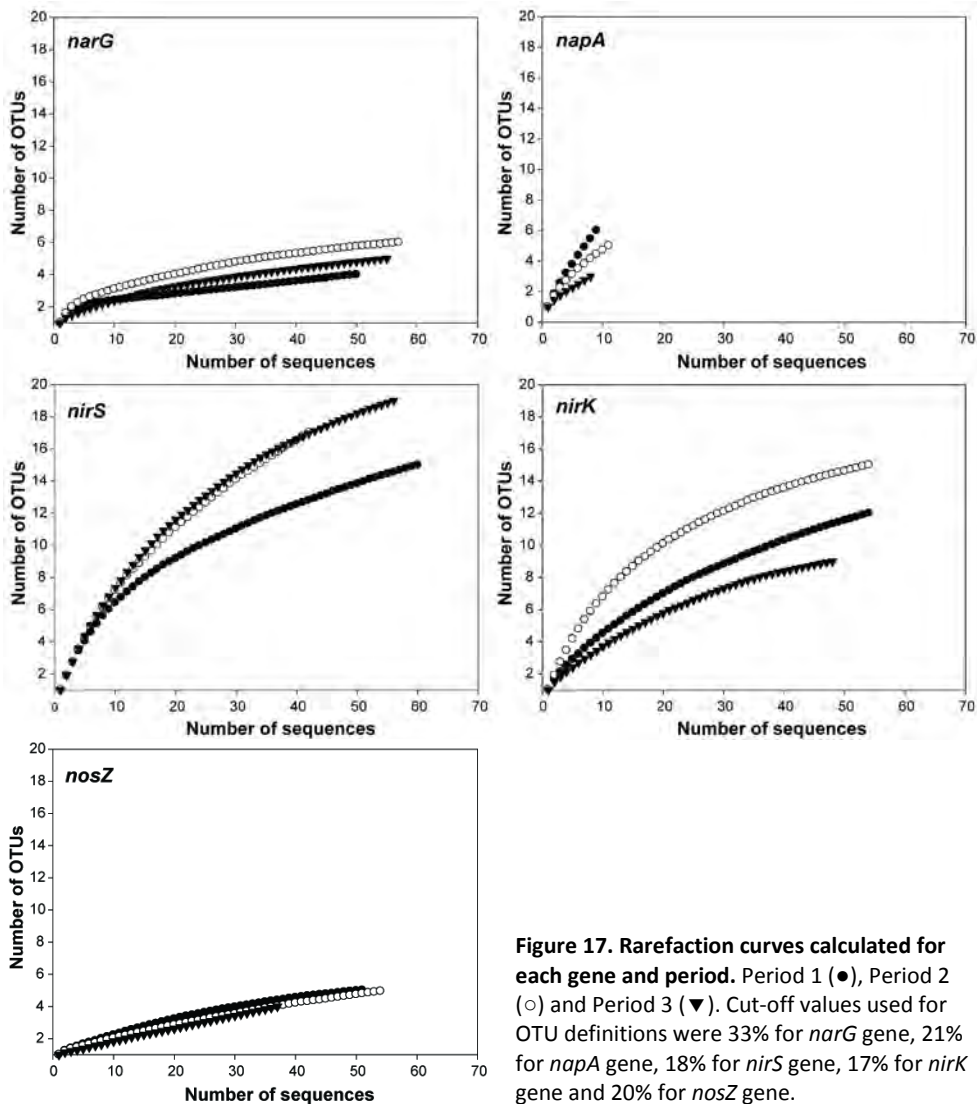 narG
Number of OTUs
20
18
16
14
12
10
8
6
4
2
0 10 20 30 40 50 60 70
Number of sequences
napA
Number of OTUs
20
18
16
14
12
10
8
6
4
2
0
0 10 20 30 40 50 60 70
Number of sequences
nirS
Number of OTUs
20
18
16
14
12
10
8
6
4
2
0 10 20 30 40 50 60 70
Number of sequences
nirK
Number of OTUs
20
18
16
14
12
10
8
6
4
2
0 10 20 30 40 50 60 70
Number of sequences
nosZ
Number of OTUs
20
18
16
14
12
10
8
6
4
2
0 10 20 30 40 50 60 70
Number of sequences
Figure 17. Rarefaction curves calculated for
each gene and period. Period 1 (●), Period 2
(○) and Period 3 (▼). Cut-off values used for
OTU definitions were 33% for narG gene, 21%
for napA gene, 18% for nirS gene, 17% for nirK
gene and 20% for nosZ gene.